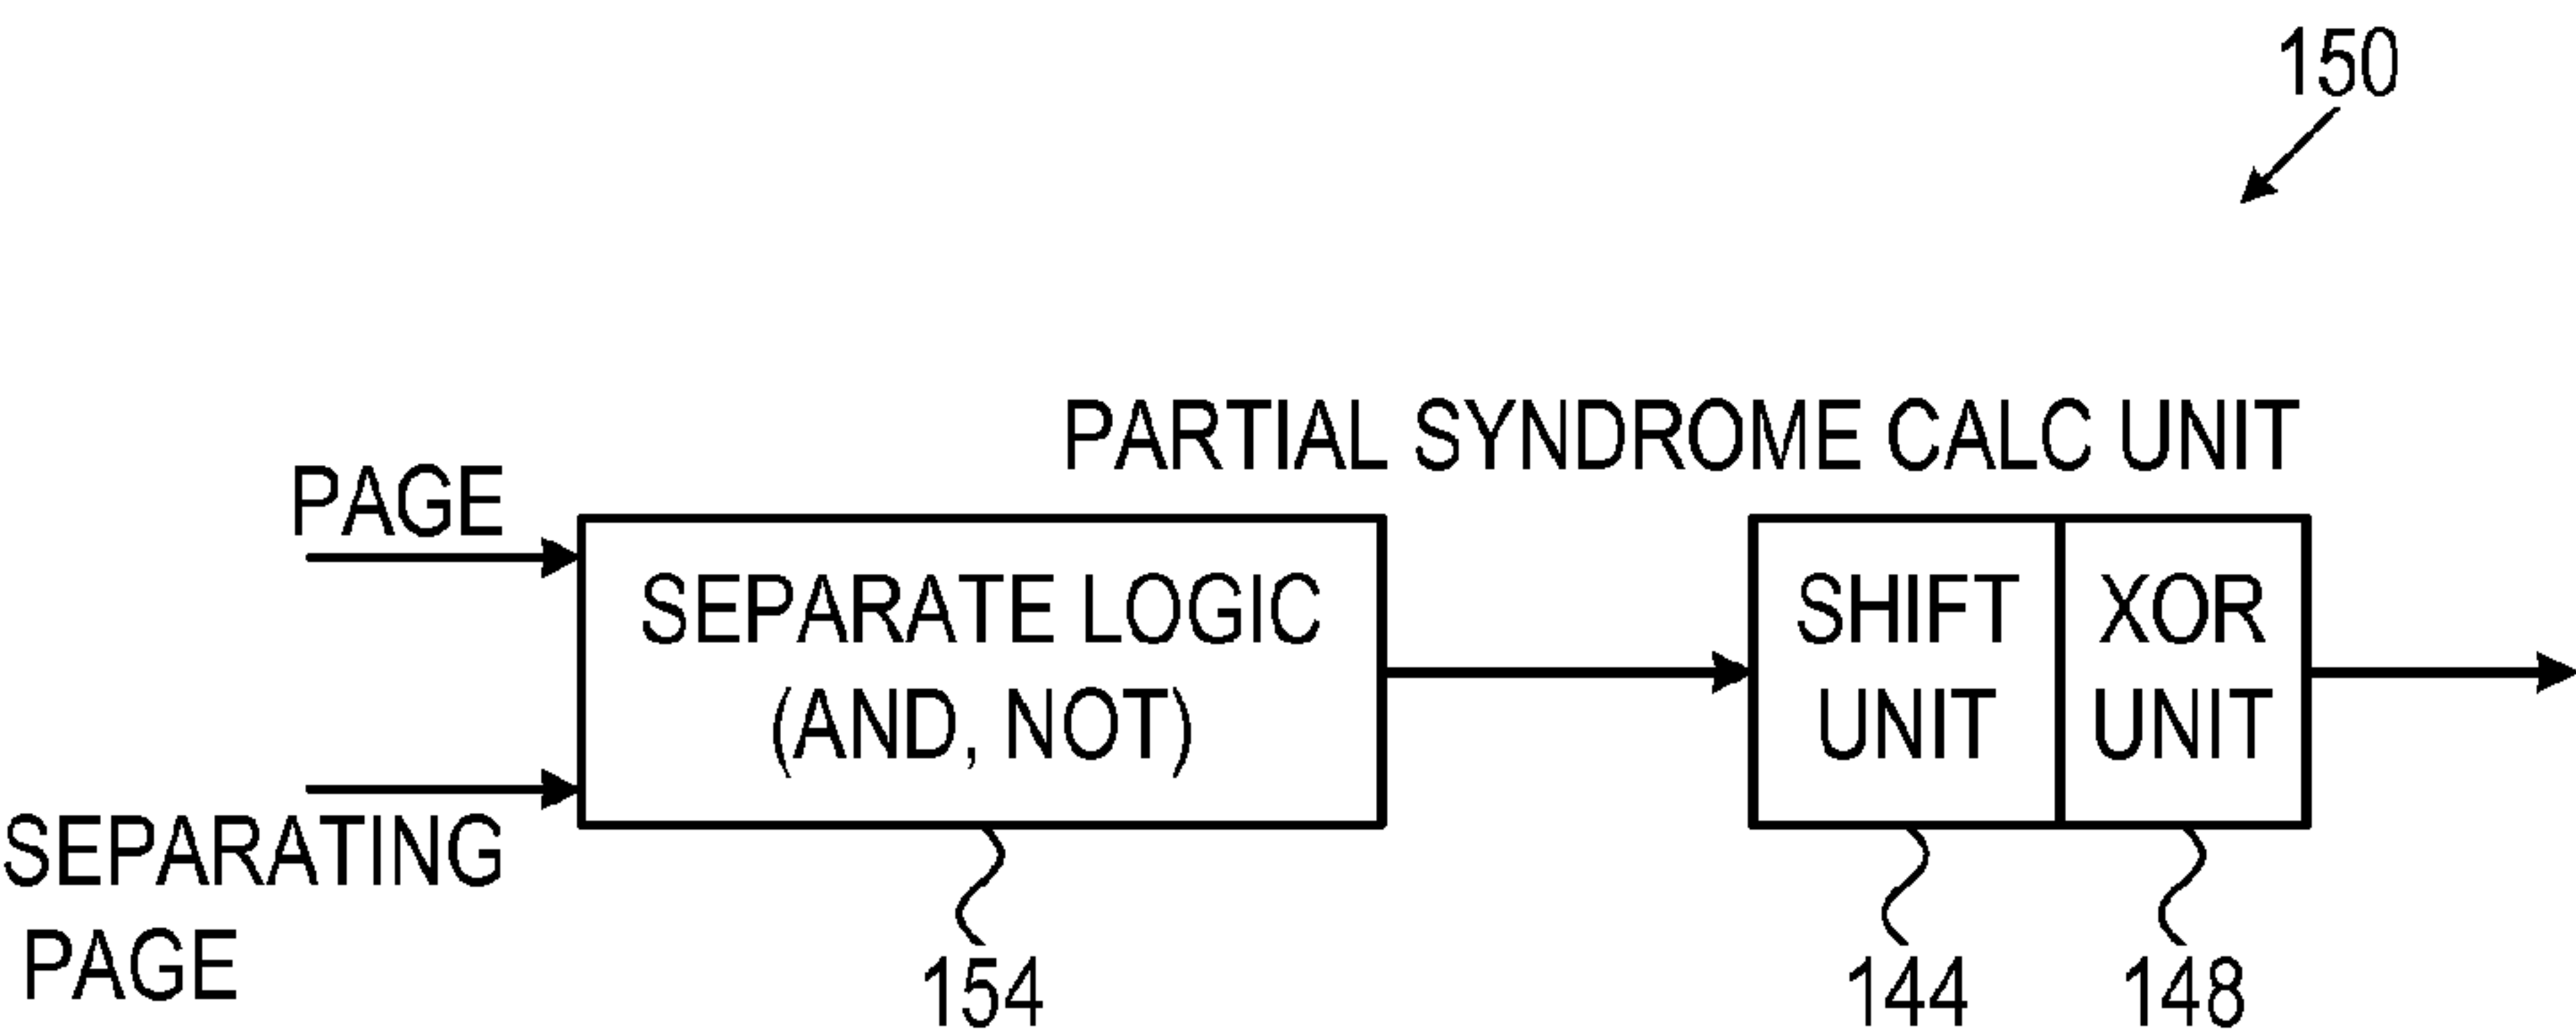 150
PARTIAL SYNDROME CALC UNIT
PAGE
SEPARATE LOGIC
(AND, NOT)
SHIFT
UNIT
XOR
UNIT
SEPARATING
PAGE
154
144
148